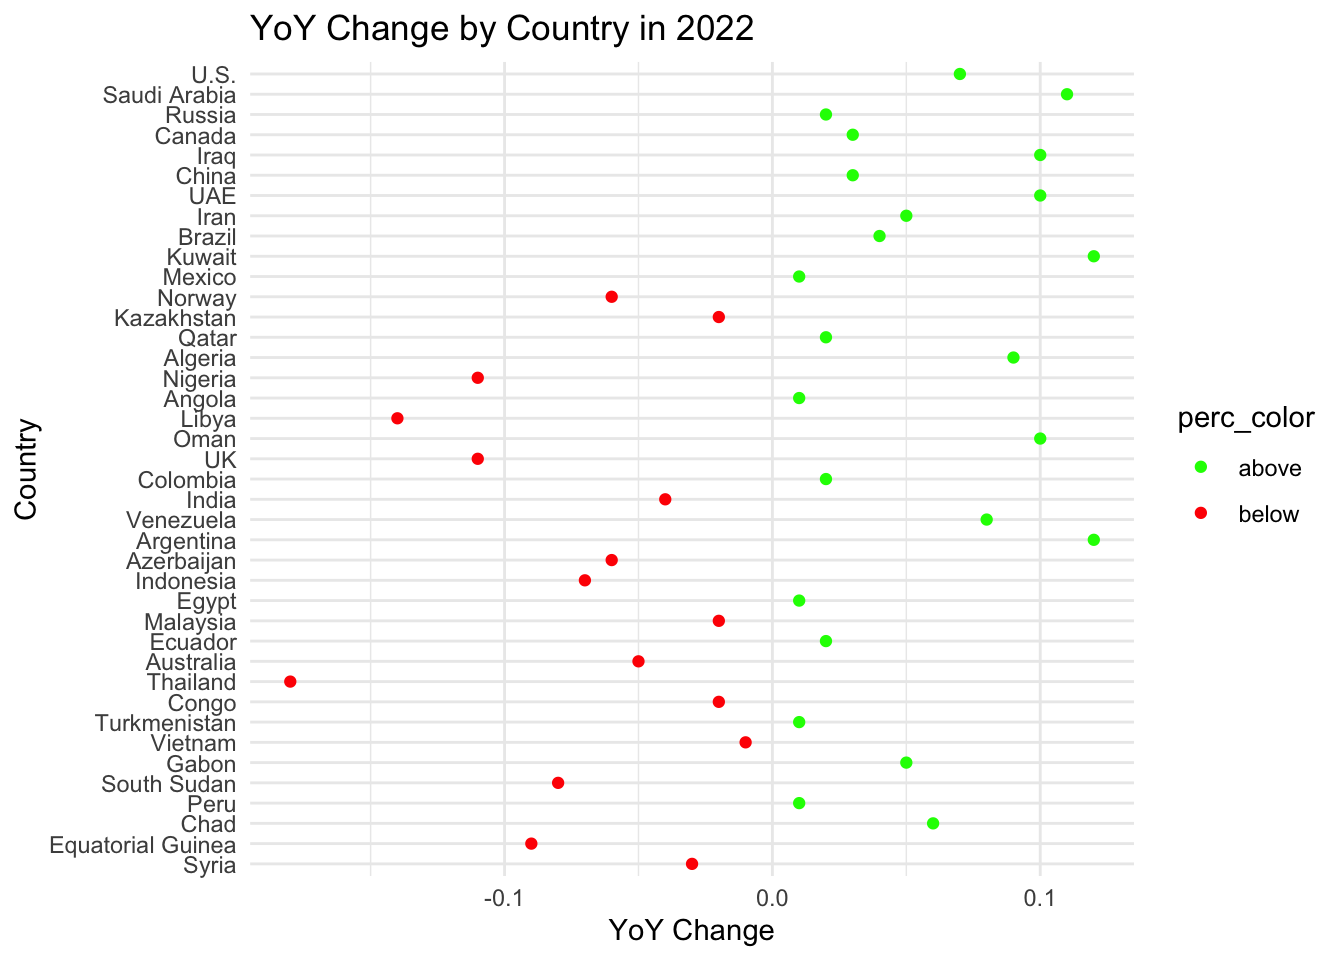 YoY Change by Country in 2022
U.S.
Saudi Arabia
Russia
Canada
Iraq
China
UAE
Iran
Brazil
Kuwait
Mexico
Norway
Kazakhstan
Qatar
Algeria
Nigeria
Angola
Libya
Oman
UK
Colombia
India
Venezuela
Argentina
Azerbaijan
Indonesia
Egypt
Malaysia
Ecuador
Australia
Thailand
Congo
Turkmenistan
Vietnam
Gabon
South Sudan
Peru
Chad
Equatorial Guinea
Syria
Country
-0.1 0.0 0.1
YoY Change
perc_color
above
below